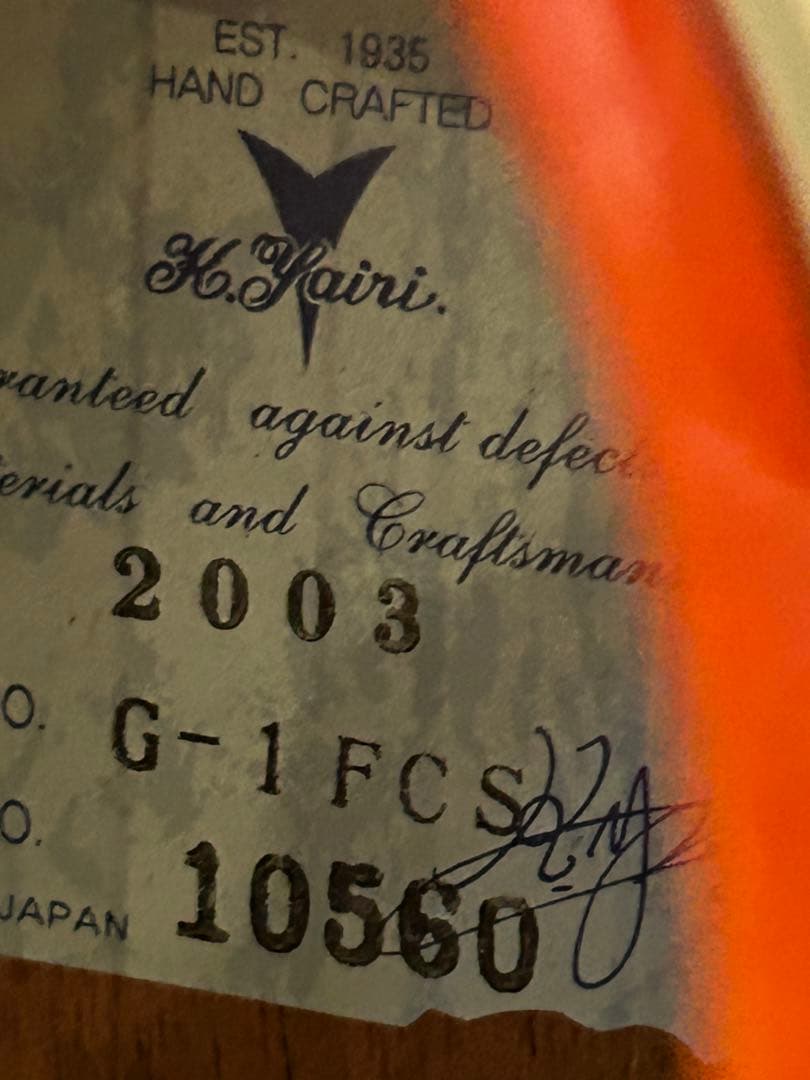 EST. 1935
HAND CRAFTED
K.Yairi.
ranteed against defec
erials and Craftsman
2003
O. G-1FCS
O. 10560
JAPAN